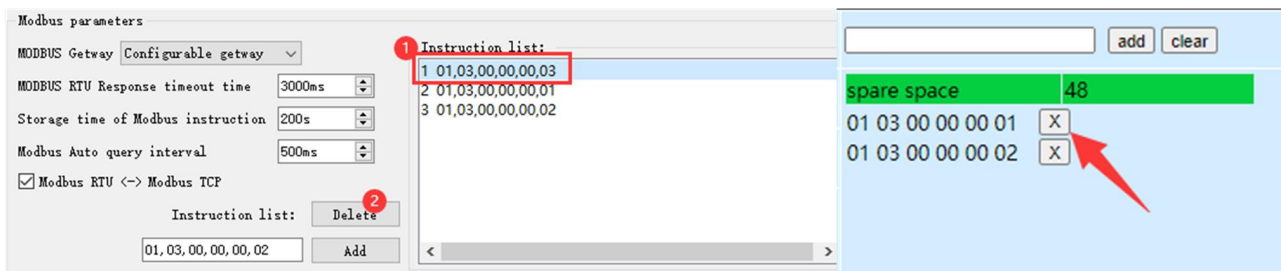 Modbus parameters
MODBUS Getway Configurable getway
MODBUS RTU Response timeout time 3000ms
Storage time of Modbus instruction 200s
Modbus Auto query interval 500ms
Modbus RTU <-> Modbus TCP
Instruction list: Delete
2
01,03,00,00,00,02 Add
1
Instruction list:
1 01,03,00,00,00,03
2 01,03,00,00,00,01
3 01,03,00,00,00,02
add clear
spare space 48
01 03 00 00 00 01 X
01 03 00 00 00 02 X